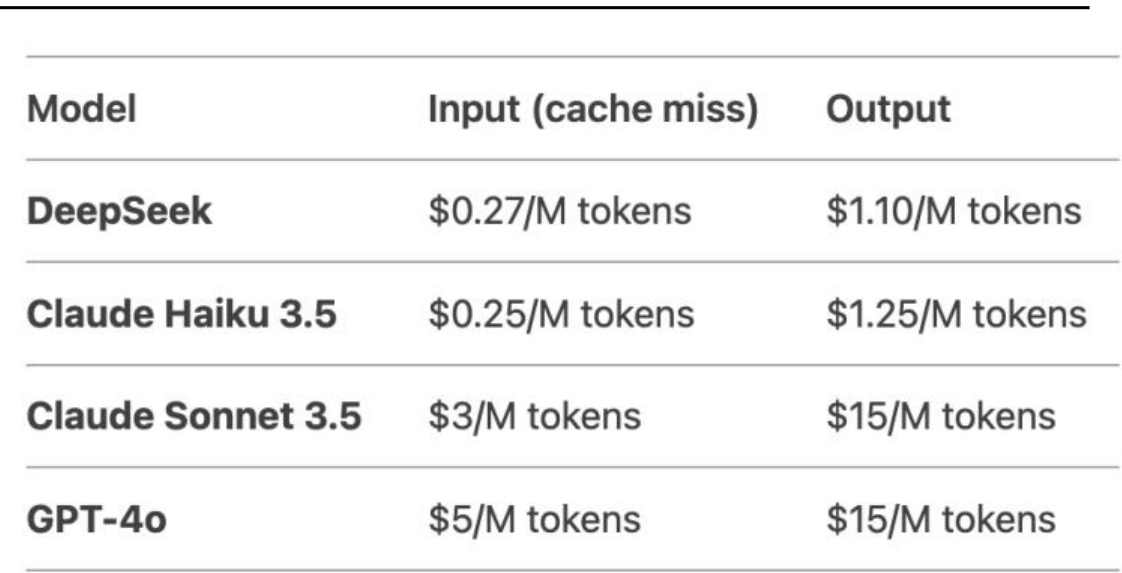 Model Input (cache miss) Output
DeepSeek $0.27/M tokens $1.10/M tokens
Claude Haiku 3.5 $0.25/M tokens $1.25/M tokens
Claude Sonnet 3.5 $3/M tokens $15/M tokens
GPT-4o $5/M tokens $15/M tokens